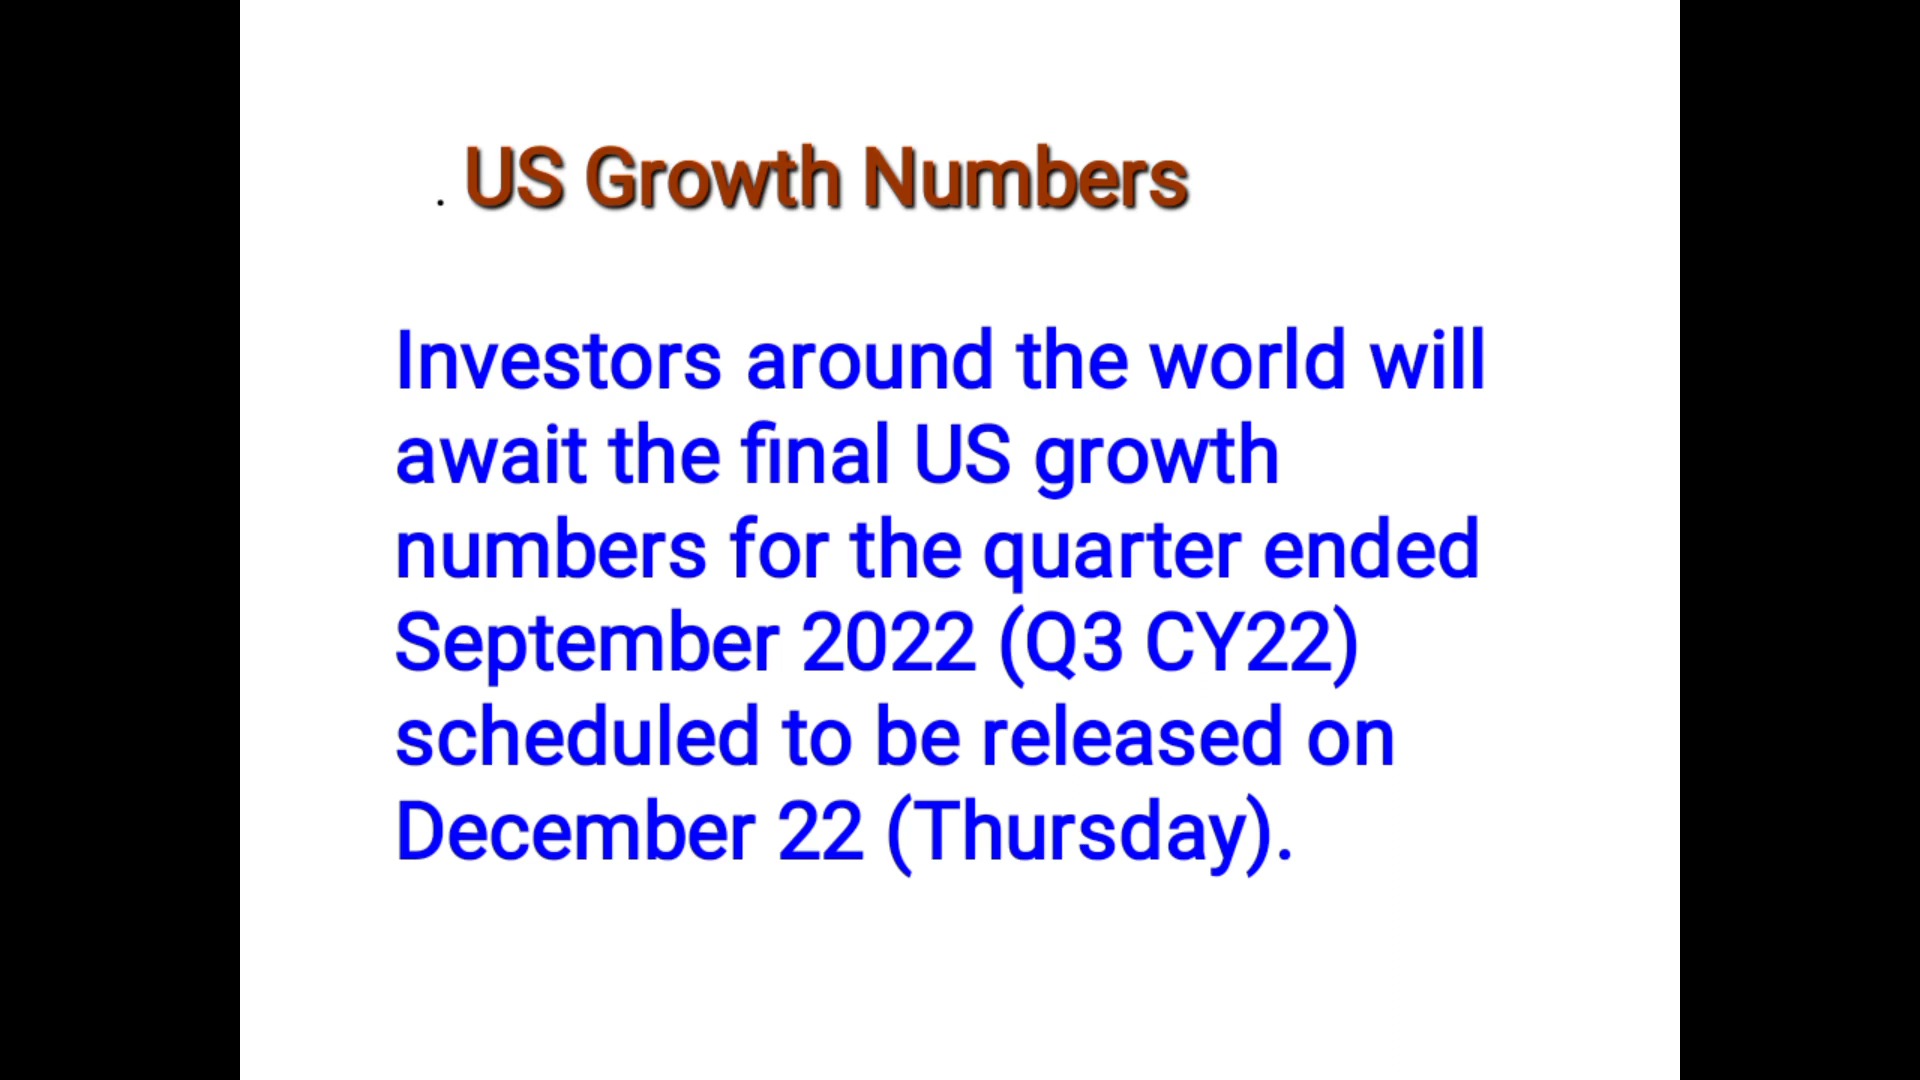 . US Growth Numbers
Investors around the world will
await the final US growth
numbers for the quarter ended
September 2022 (Q3 CY22)
scheduled to be released on
December 22 (Thursday).